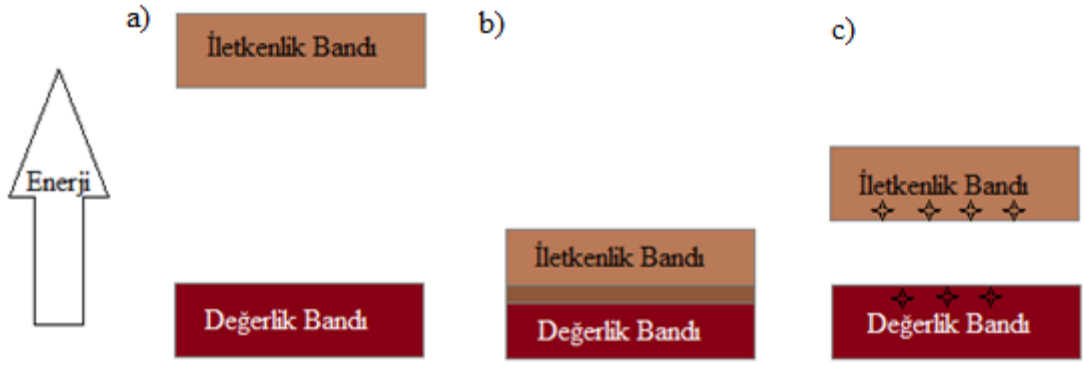 a)
İletkenlik Bandı
Enerji
Değerlik Bandı
b)
İletkenlik Bandı
Değerlik Bandı
c)
İletkenlik Bandı
Değerlik Bandı